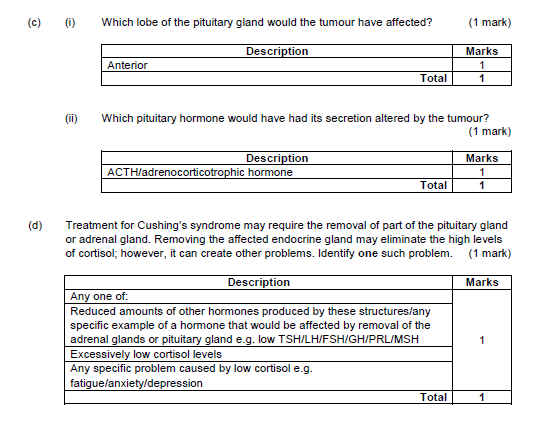 (c) (i) Which lobe of the pituitary gland would the tumour have affected? (1 mark)
Description Marks
Anterior 1
Total 1
(ii) Which pituitary hormone would have had its secretion altered by the tumour?
(1 mark)
Description Marks
ACTH/adrenocorticotrophic hormone 1
Total 1
(d) Treatment for Cushing's syndrome may require the removal of part of the pituitary gland
or adrenal gland. Removing the affected endocrine gland may eliminate the high levels
of cortisol; however, it can create other problems. Identify one such problem. (1 mark)
Description Marks
Any one of:
Reduced amounts of other hormones produced by these structures/any
specific example of a hormone that would be affected by removal of the
adrenal glands or pituitary gland e.g. low TSH/LH/FSH/GH/PRL/MSH 1
Excessively low cortisol levels
Any specific problem caused by low cortisol e.g.
fatigue/anxiety/depression
Total 1